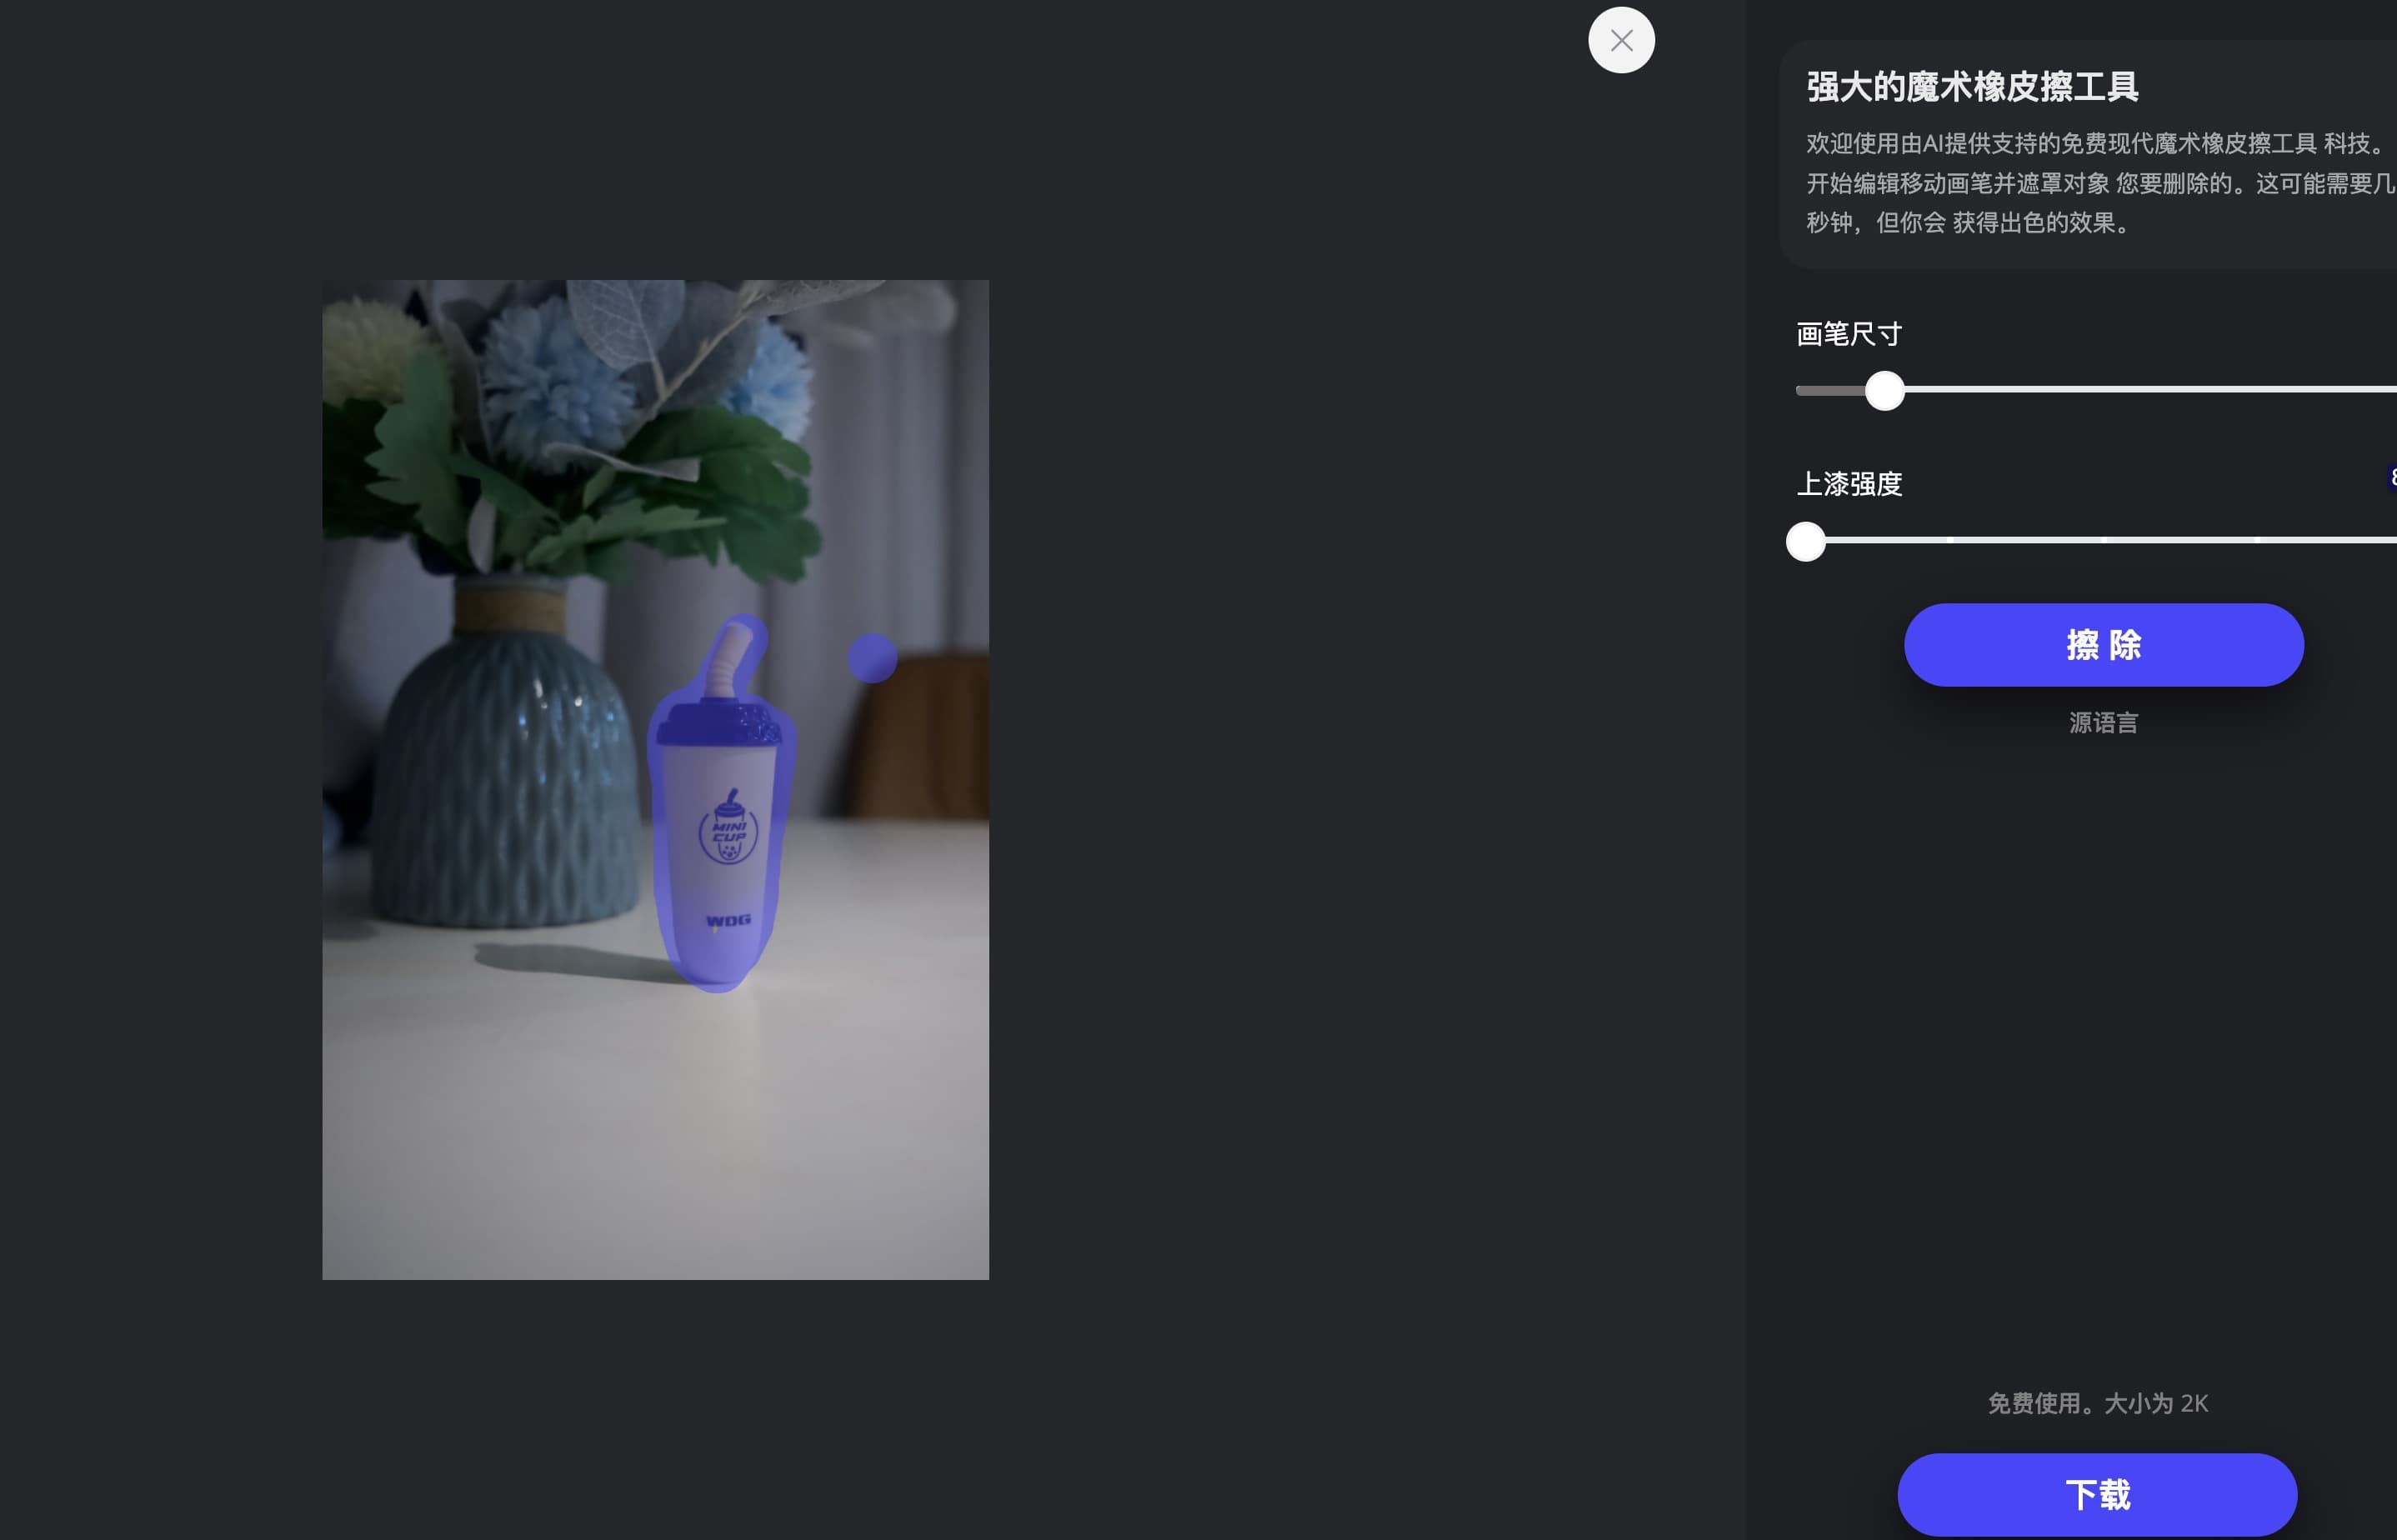 强大的魔术橡皮擦工具
欢迎使用由AI提供支持的免费现代魔术橡皮擦工具 科技。
开始编辑移动画笔并遮罩对象 您要删除的。这可能需要几
秒钟，但你会 获得出色的效果。
画笔尺寸
上漆强度
擦 除
源语言
MINI
CUP
WDG
免费使用。大小为 2K
下载